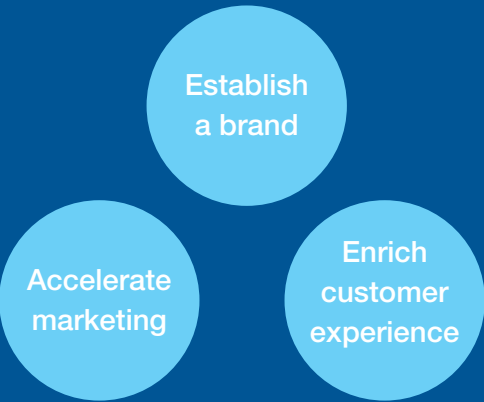 Establish
a brand
Accelerate
marketing
Enrich
customer
experience